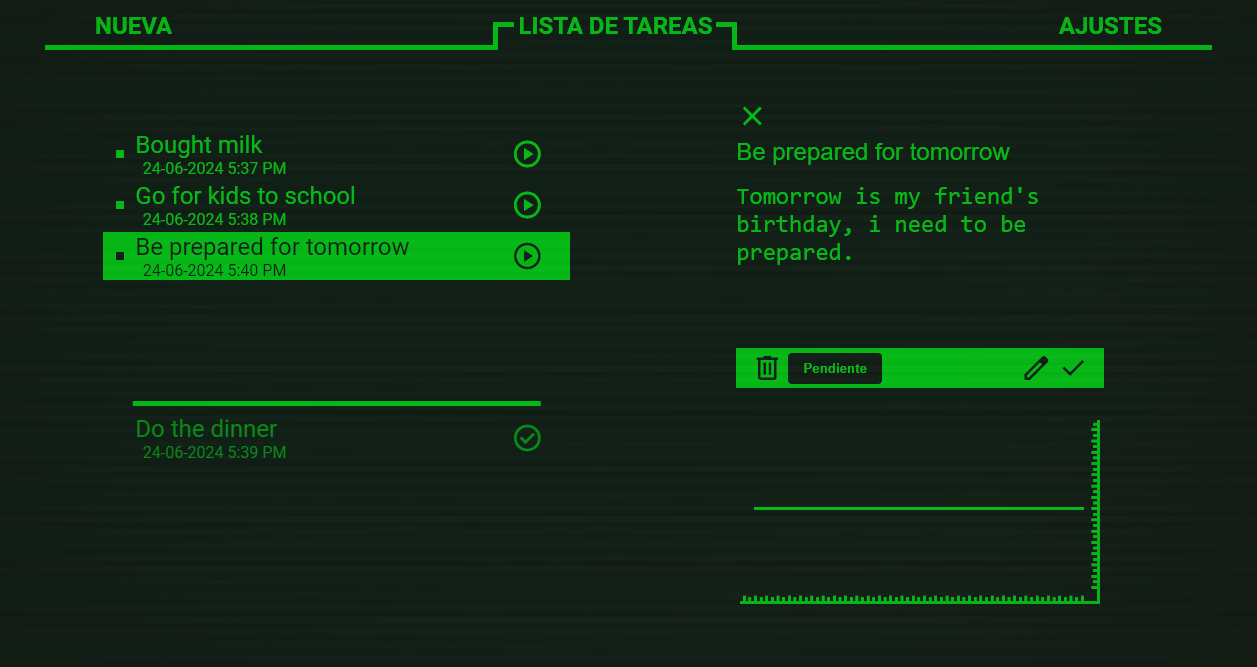 NUEVA
LISTA DE TAREAS
AJUSTES
Bought milk
24-06-2024 5:37 PM
Go for kids to school
24-06-2024 5:38 PM
Be prepared for tomorrow
24-06-2024 5:40 PM
Do the dinner
24-06-2024 5:39 PM
Be prepared for tomorrow
Tomorrow is my friend's
birthday, i need to be
prepared.
Pendiente